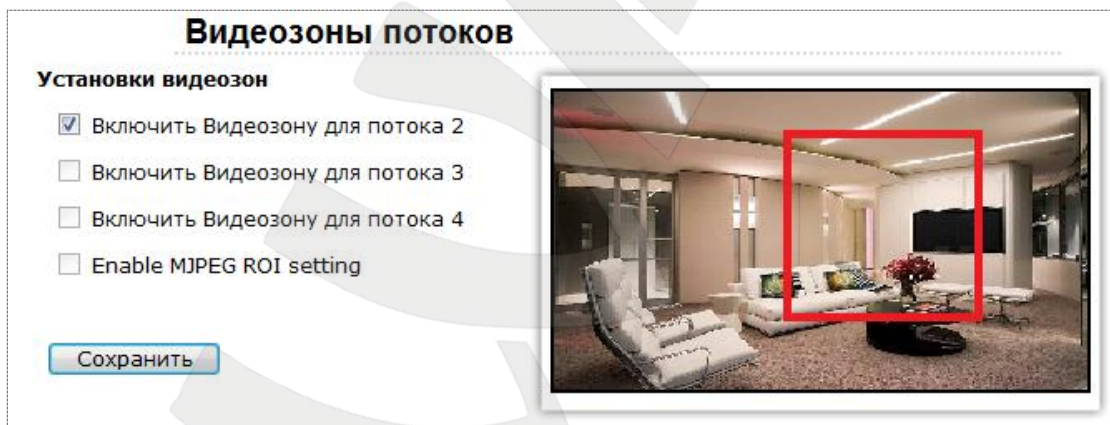 Видеозоны потоков
Установки видеозон
Включить Видеозону для потока 2
Включить Видеозону для потока 3
Включить Видеозону для потока 4
Enable MJPEG ROI setting
Сохранить